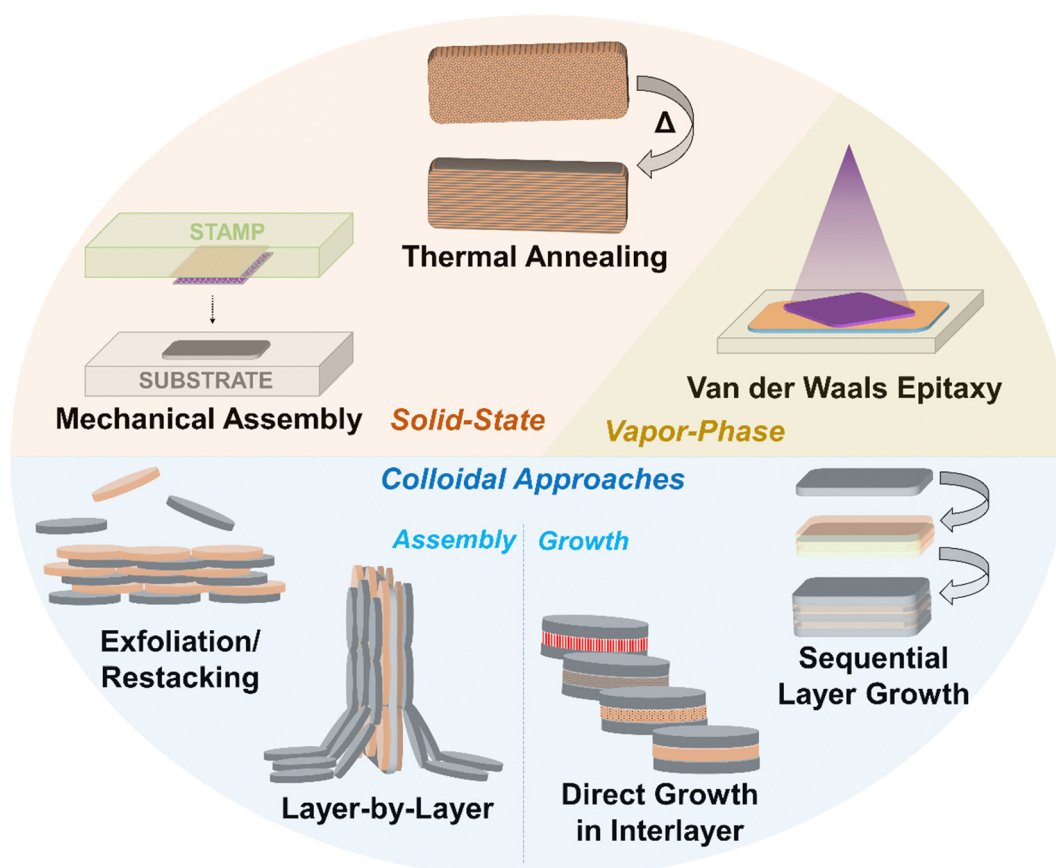 Δ
Thermal Annealing
STAMP
SUBSTRATE
Mechanical Assembly
Solid-State
Van der Waals Epitaxy
Vapor-Phase
Colloidal Approaches
Assembly
Growth
Exfoliation/
Restacking
Layer-by-Layer
Direct Growth
in Interlayer
Sequential
Layer Growth